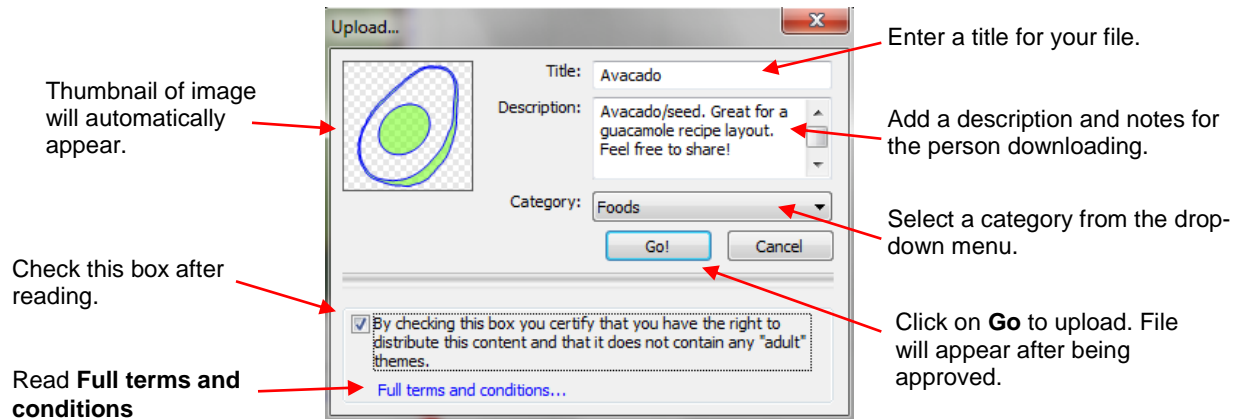 Upload...
Enter a title for your file.
Title:
Avacado
Thumbnail of image
will automatically
appear.
Description:
Avacado/seed. Great for a
guacamole recipe layout.
Feel free to share!
Add a description and notes for
the person downloading.
Category:
Foods
Select a category from the drop-
down menu.
Go!
Cancel
Check this box after
reading.
By checking this box you certify that you have the right to
distribute this content and that it does not contain any "adult"
themes.
Click on Go to upload. File
will appear after being
approved.
Read Full terms and
conditions
Full terms and conditions...